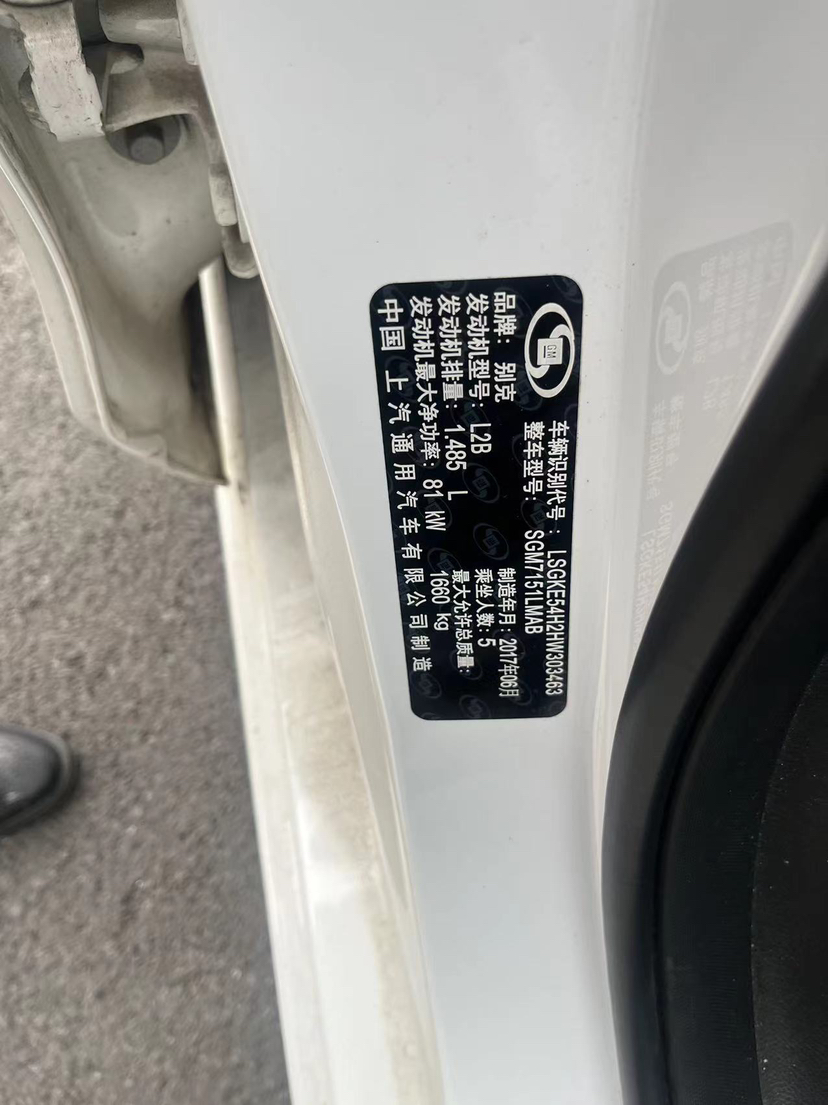 GM
车辆识别代号: LSGKE54H2HW303463
整车型号: SGM7151LMAB
品牌: 别克
制造年月: 2017年06月
发动机型号: L2B
乘坐人数: 5
发动机排量: 1.485 L
最大允许总质量:
发动机最大净功率: 81 kW
1660 kg
中国 上汽通用汽车有限公司制造